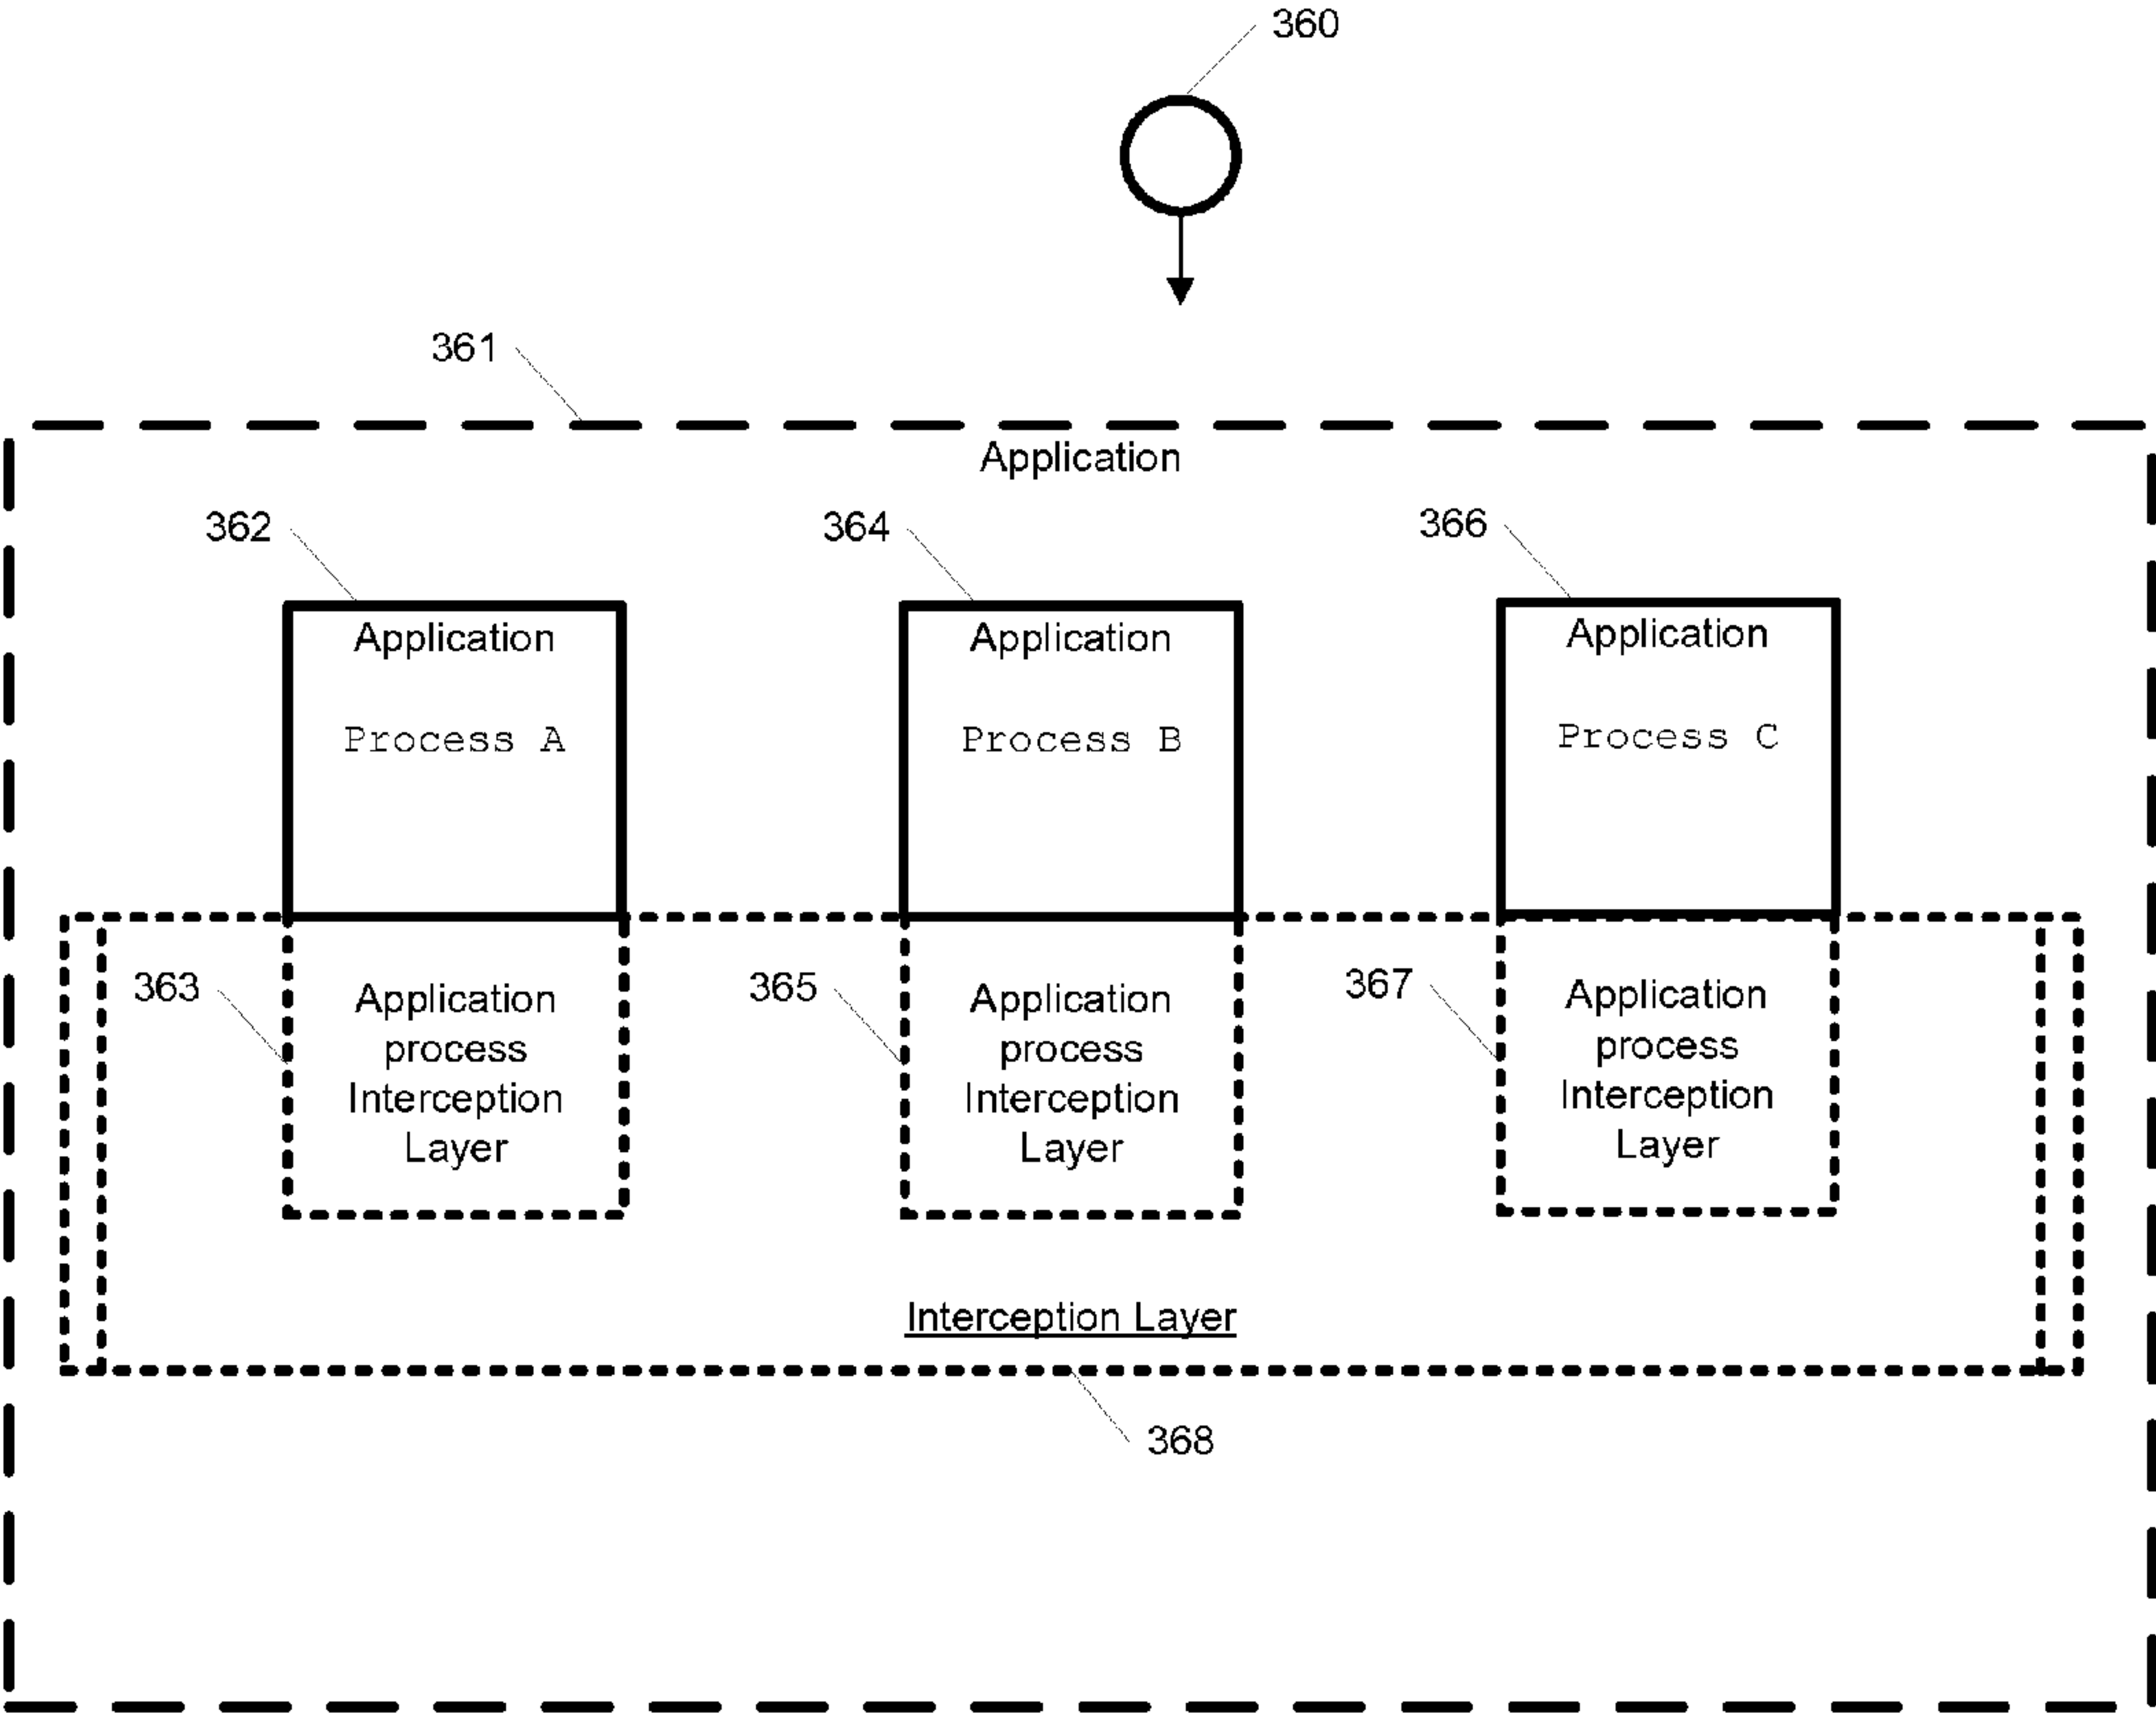 360
361
Application
362
364
366
Application
Process A
Application
Process B
Application
Process C
363
365
367
Application
process
Interception
Layer
Application
process
Interception
Layer
Application
process
Interception
Layer
Interception Layer
368